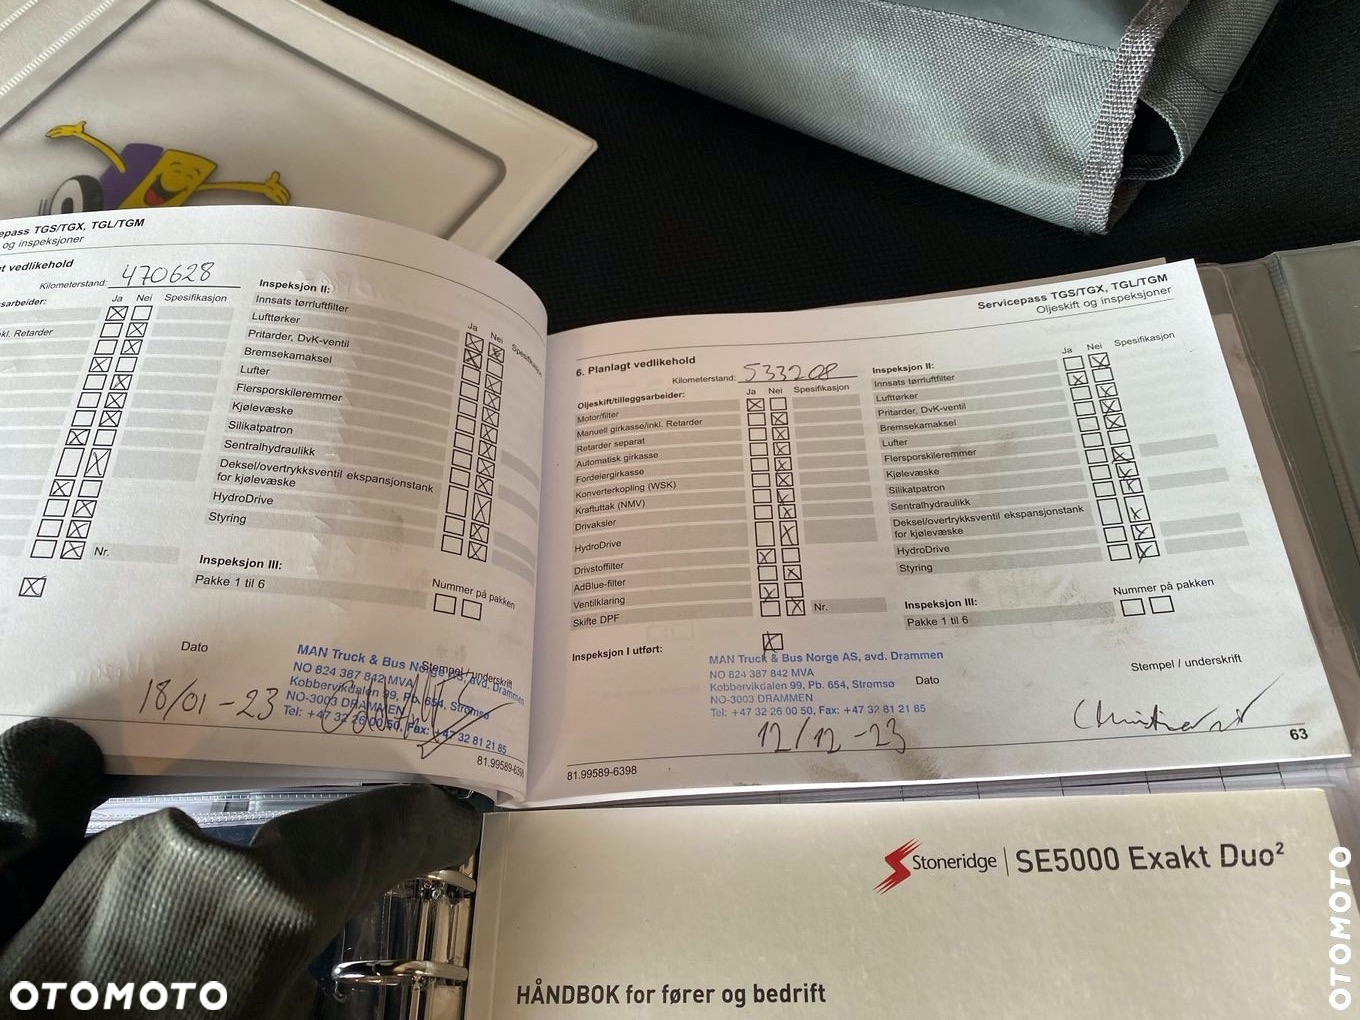 epass TGS/TGX, TGL/TGM
og inspeksjoner
t vedlikehold
Kilometerstand: 470628
sarbeider:
Ja Nei Spesifikasjon
kl. Retarder
Nr.
Inspeksjon II:
Ja Nei
Innsats tørrluftfilter
Lufttørker
Pritarder, DvK-ventil
Bremsekamaksel
Lufter
Flersporskileremmer
Kjølevæske
Silikatpatron
Sentralhydraulikk
Deksel/overtrykksventil ekspansjonstank
for kjølevæske
HydroDrive
Styring
Inspeksjon III:
Pakke 1 til 6
Nummer på pakken
Dato
Stempel / underskrift
MAN Truck & Bus Norge AS, avd. Drammen
NO 824 387 842 MVA
Kobbervikdalen 99, Pb. 654, Strømsø
NO-3003 DRAMMEN
Tel: +47 32 26 00 50, Fax: +47 32 81 21 85
18/01 -23
81.99589-6398
Servicepass TGS/TGX, TGL/TGM
Oljeskift og inspeksjoner
6. Planlagt vedlikehold
Kilometerstand: 533208
Oljeskift/tilleggsarbeider:
Ja Nei Spesifikasjon
Motor/filter
Manuell girkasse/inkl. Retarder
Retarder separat
Automatisk girkasse
Fordelergirkasse
Konverterkopling (WSK)
Kraftuttak (NMV)
Drivaksler
HydroDrive
Drivstoffilter
AdBlue-filter
Ventilklaring
Skifte DPF
Nr.
Inspeksjon I utført:
Inspeksjon II:
Ja Nei Spesifikasjon
Innsats tørrluftfilter
Lufttørker
Pritarder, DvK-ventil
Bremsekamaksel
Lufter
Flersporskileremmer
Kjølevæske
Silikatpatron
Sentralhydraulikk
Deksel/overtrykksventil ekspansjonstank
for kjølevæske
HydroDrive
Styring
Inspeksjon III:
Pakke 1 til 6
Nummer på pakken
MAN Truck & Bus Norge AS, avd. Drammen
NO 824 387 842 MVA
Kobbervikdalen 99, Pb. 654, Strømsø
NO-3003 DRAMMEN
Tel: +47 32 26 00 50, Fax: +47 32 81 21 85
Dato
Stempel / underskrift
12/12 -23
81.99589-6398
63
Stoneridge SE5000 Exakt Duo²
HÅNDBOK for fører og bedrift
OTOMOTO
OTOMOTO